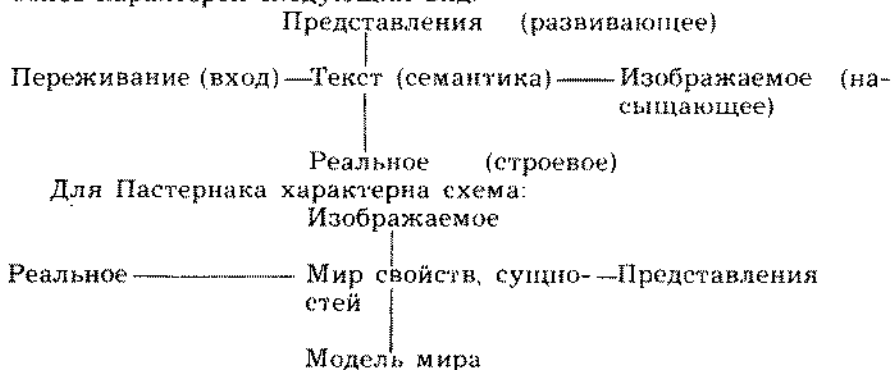 Представления (развивающее)
Переживание (вход)—Текст (семантика)—Изображаемое (на-
сыщающее)
Реальное (строевое)
Для Пастернака характерна схема:
Изображаемое
Реальное — Мир свойств, сущно-—Представления
стей
Модель мира